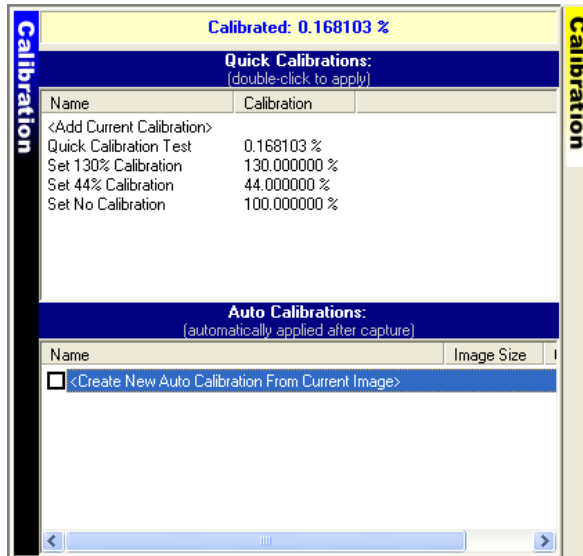 Calibration
Calibrated: 0.168103 %
Calibration
Quick Calibrations:
(double-click to apply)
Name Calibration
<Add Current Calibration>
Quick Calibration Test 0.168103 %
Set 130% Calibration 130.000000 %
Set 44% Calibration 44.000000 %
Set No Calibration 100.000000 %
Auto Calibrations:
(automatically applied after capture)
Name Image Size
<Create New Auto Calibration From Current Image>